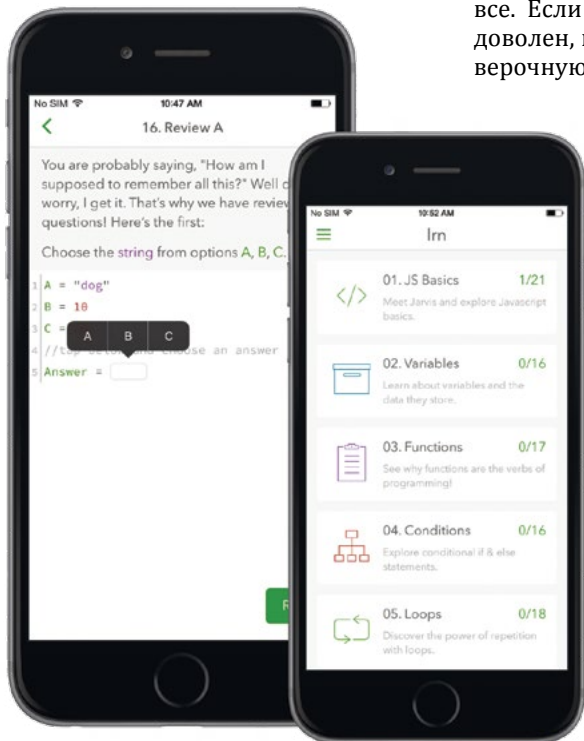 все. Если
доволен,
верочную
No SIM 10:47 AM
16. Review A
You are probably saying, "How am I
supposed to remember all this?" Well
worry, I get it. That's why we have review
questions! Here's the first:
Choose the string from options A, B, C.
1 A = "dog"
2 B = 10
3 C =
A B C
4 //tap and choose an answer
5 Answer =
No SIM 10:52 AM
lrn
01. JS Basics 1/21
Meet Jarvis and explore Javascript
basics.
02. Variables 0/16
Learn about variables and the
data they store.
03. Functions 0/17
See why functions are the verbs of
programming!
04. Conditions 0/16
Explore conditional if & else
statements.
05. Loops 0/18
Discover the power of repetition
with loops.